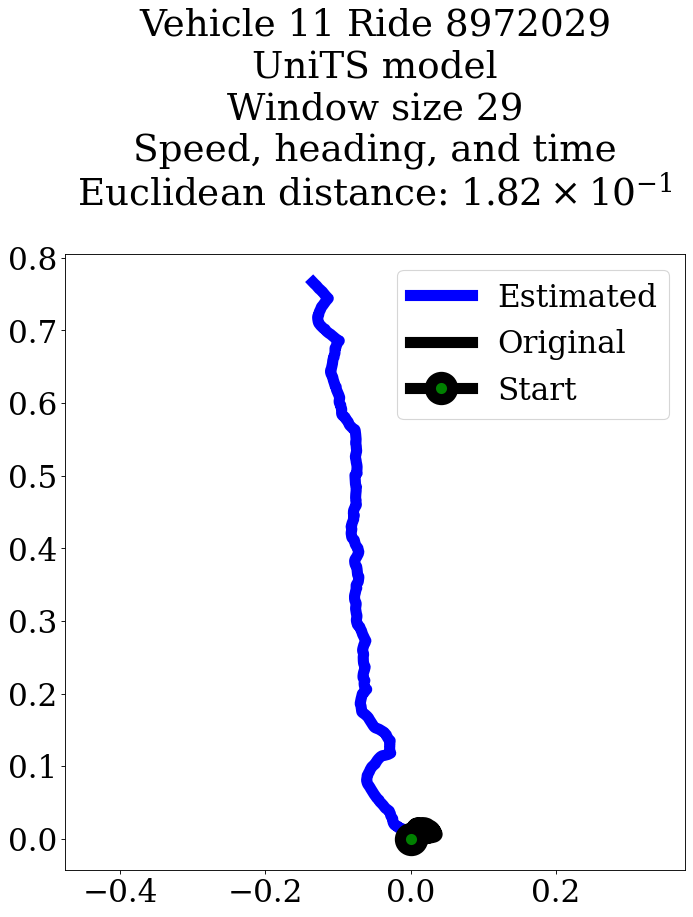 Vehicle 11 Ride 8972029
UniTS model
Window size 29
Speed, heading, and time
Euclidean distance: $1.82 \times 10^{-1}$
Estimated
Original
Start
0.8
0.7
0.6
0.5
0.4
0.3
0.2
0.1
0.0
−0.4 −0.2 0.0 0.2